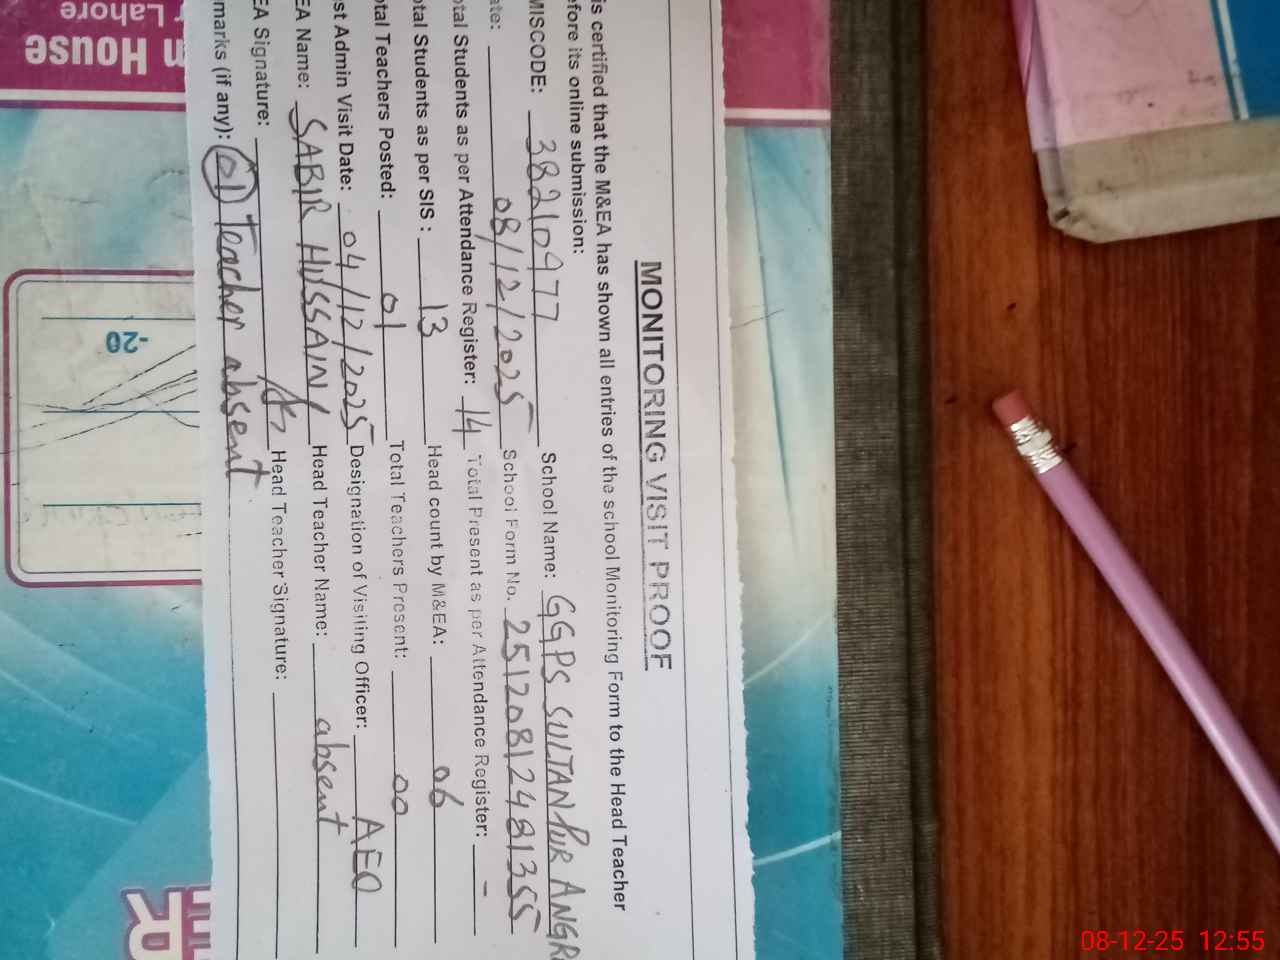 MONITORING VISIT PROOF
is certified that the M&EA has shown all entries of the school Monitoring Form to the Head Teacher
efore its online submission:
MISCODE: 38210977 School Name: GGPS SULTANPUR ANGR
ate: 08/12/2025 School Form No. 25120812481355
otal Students as per Attendance Register: 14 Total Present as per Attendance Register: -
otal Students as per SIS : 13 Head count by M&EA: 06
otal Teachers Posted: 01 Total Teachers Present: 00
st Admin Visit Date: 04/12/2025 Designation of Visiting Officer: AEO
EA Name: SABIR HUSSAIN Head Teacher Name: absent
EA Signature: Head Teacher Signature:
marks (if any): 01 Teacher absent
n House
r Lahore
-20
R
08-12-25 12:55